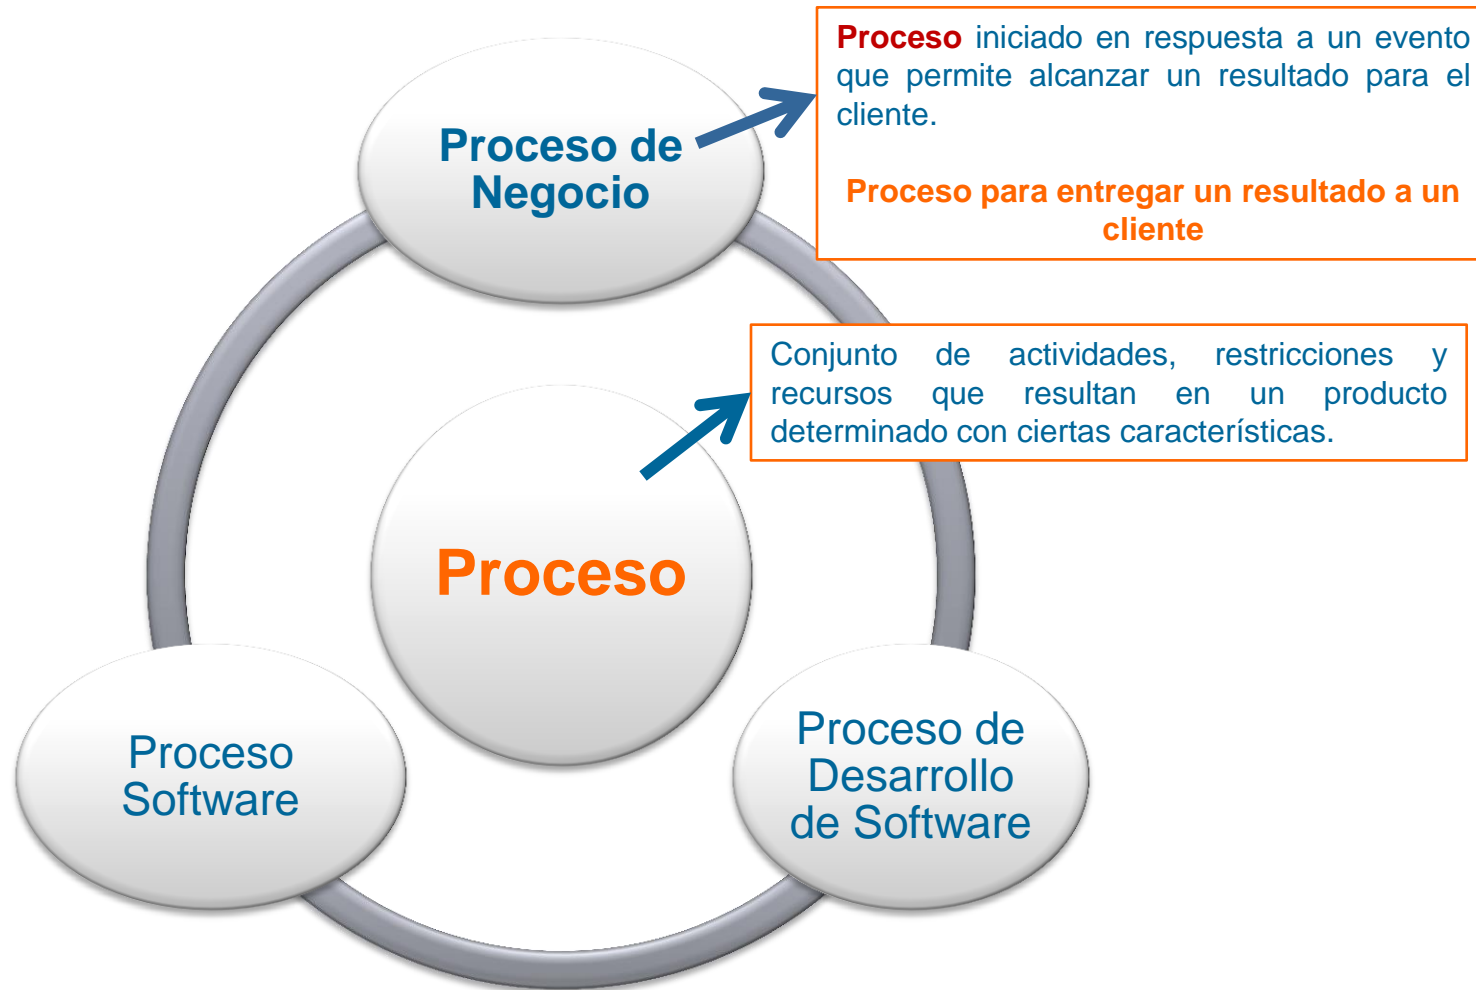 Proceso de
Negocio
Proceso iniciado en respuesta a un evento
que permite alcanzar un resultado para el
cliente.
Proceso para entregar un resultado a un
cliente
Conjunto de actividades, restricciones y
recursos que resultan en un producto
determinado con ciertas características.
Proceso
Proceso
Software
Proceso de
Desarrollo
de Software